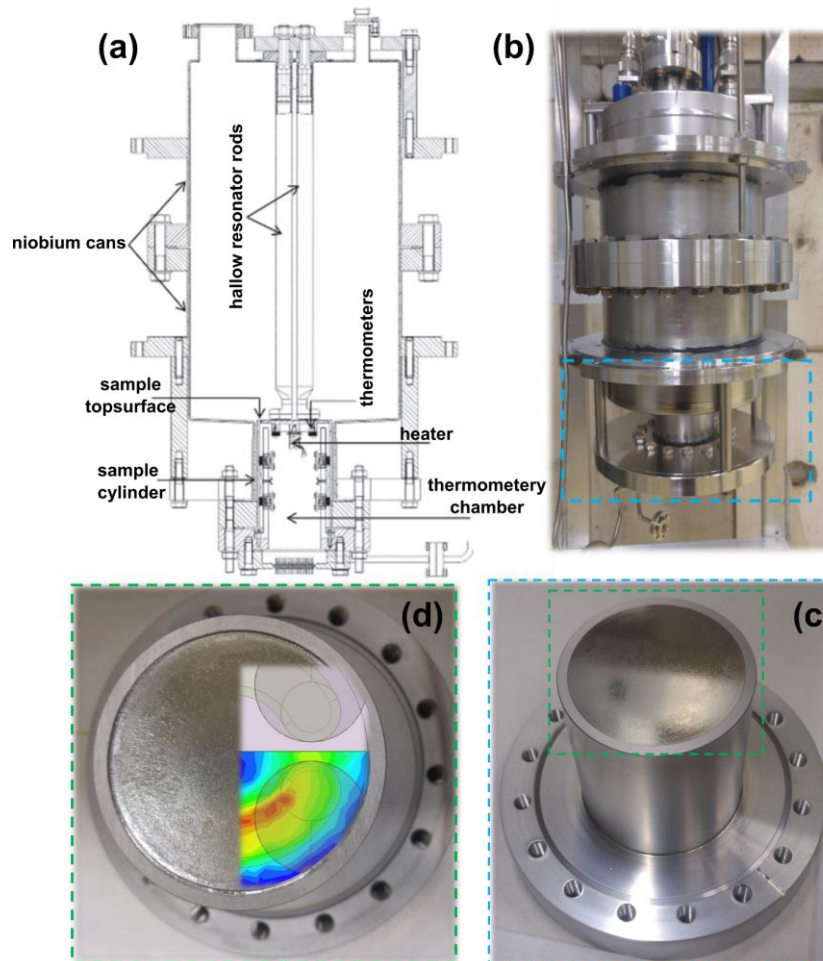 (a)
(b)
niobium cans
hallow resonator rods
thermometers
sample
topsurface
heater
sample
cylinder
thermometery
chamber
(d)
(c)